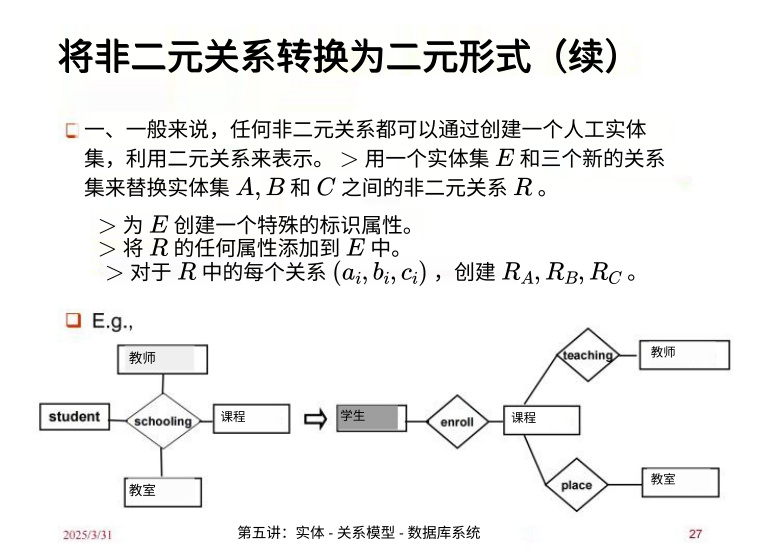 将非二元关系转换为二元形式（续）
一、一般来说，任何非二元关系都可以通过创建一个人工实体
集，利用二元关系来表示。 > 用一个实体集 E 和三个新的关系
集来替换实体集 A, B 和 C 之间的非二元关系 R 。
> 为 E 创建一个特殊的标识属性。
> 将 R 的任何属性添加到 E 中。
> 对于 R 中的每个关系 (aᵢ, bᵢ, cᵢ) ，创建 R_A, R_B, R_C 。
E.g.,
教师
student
schooling
课程
教室
学生
enroll
课程
teaching
教师
place
教室
2025/3/31
第五讲：实体 - 关系模型 - 数据库系统
27